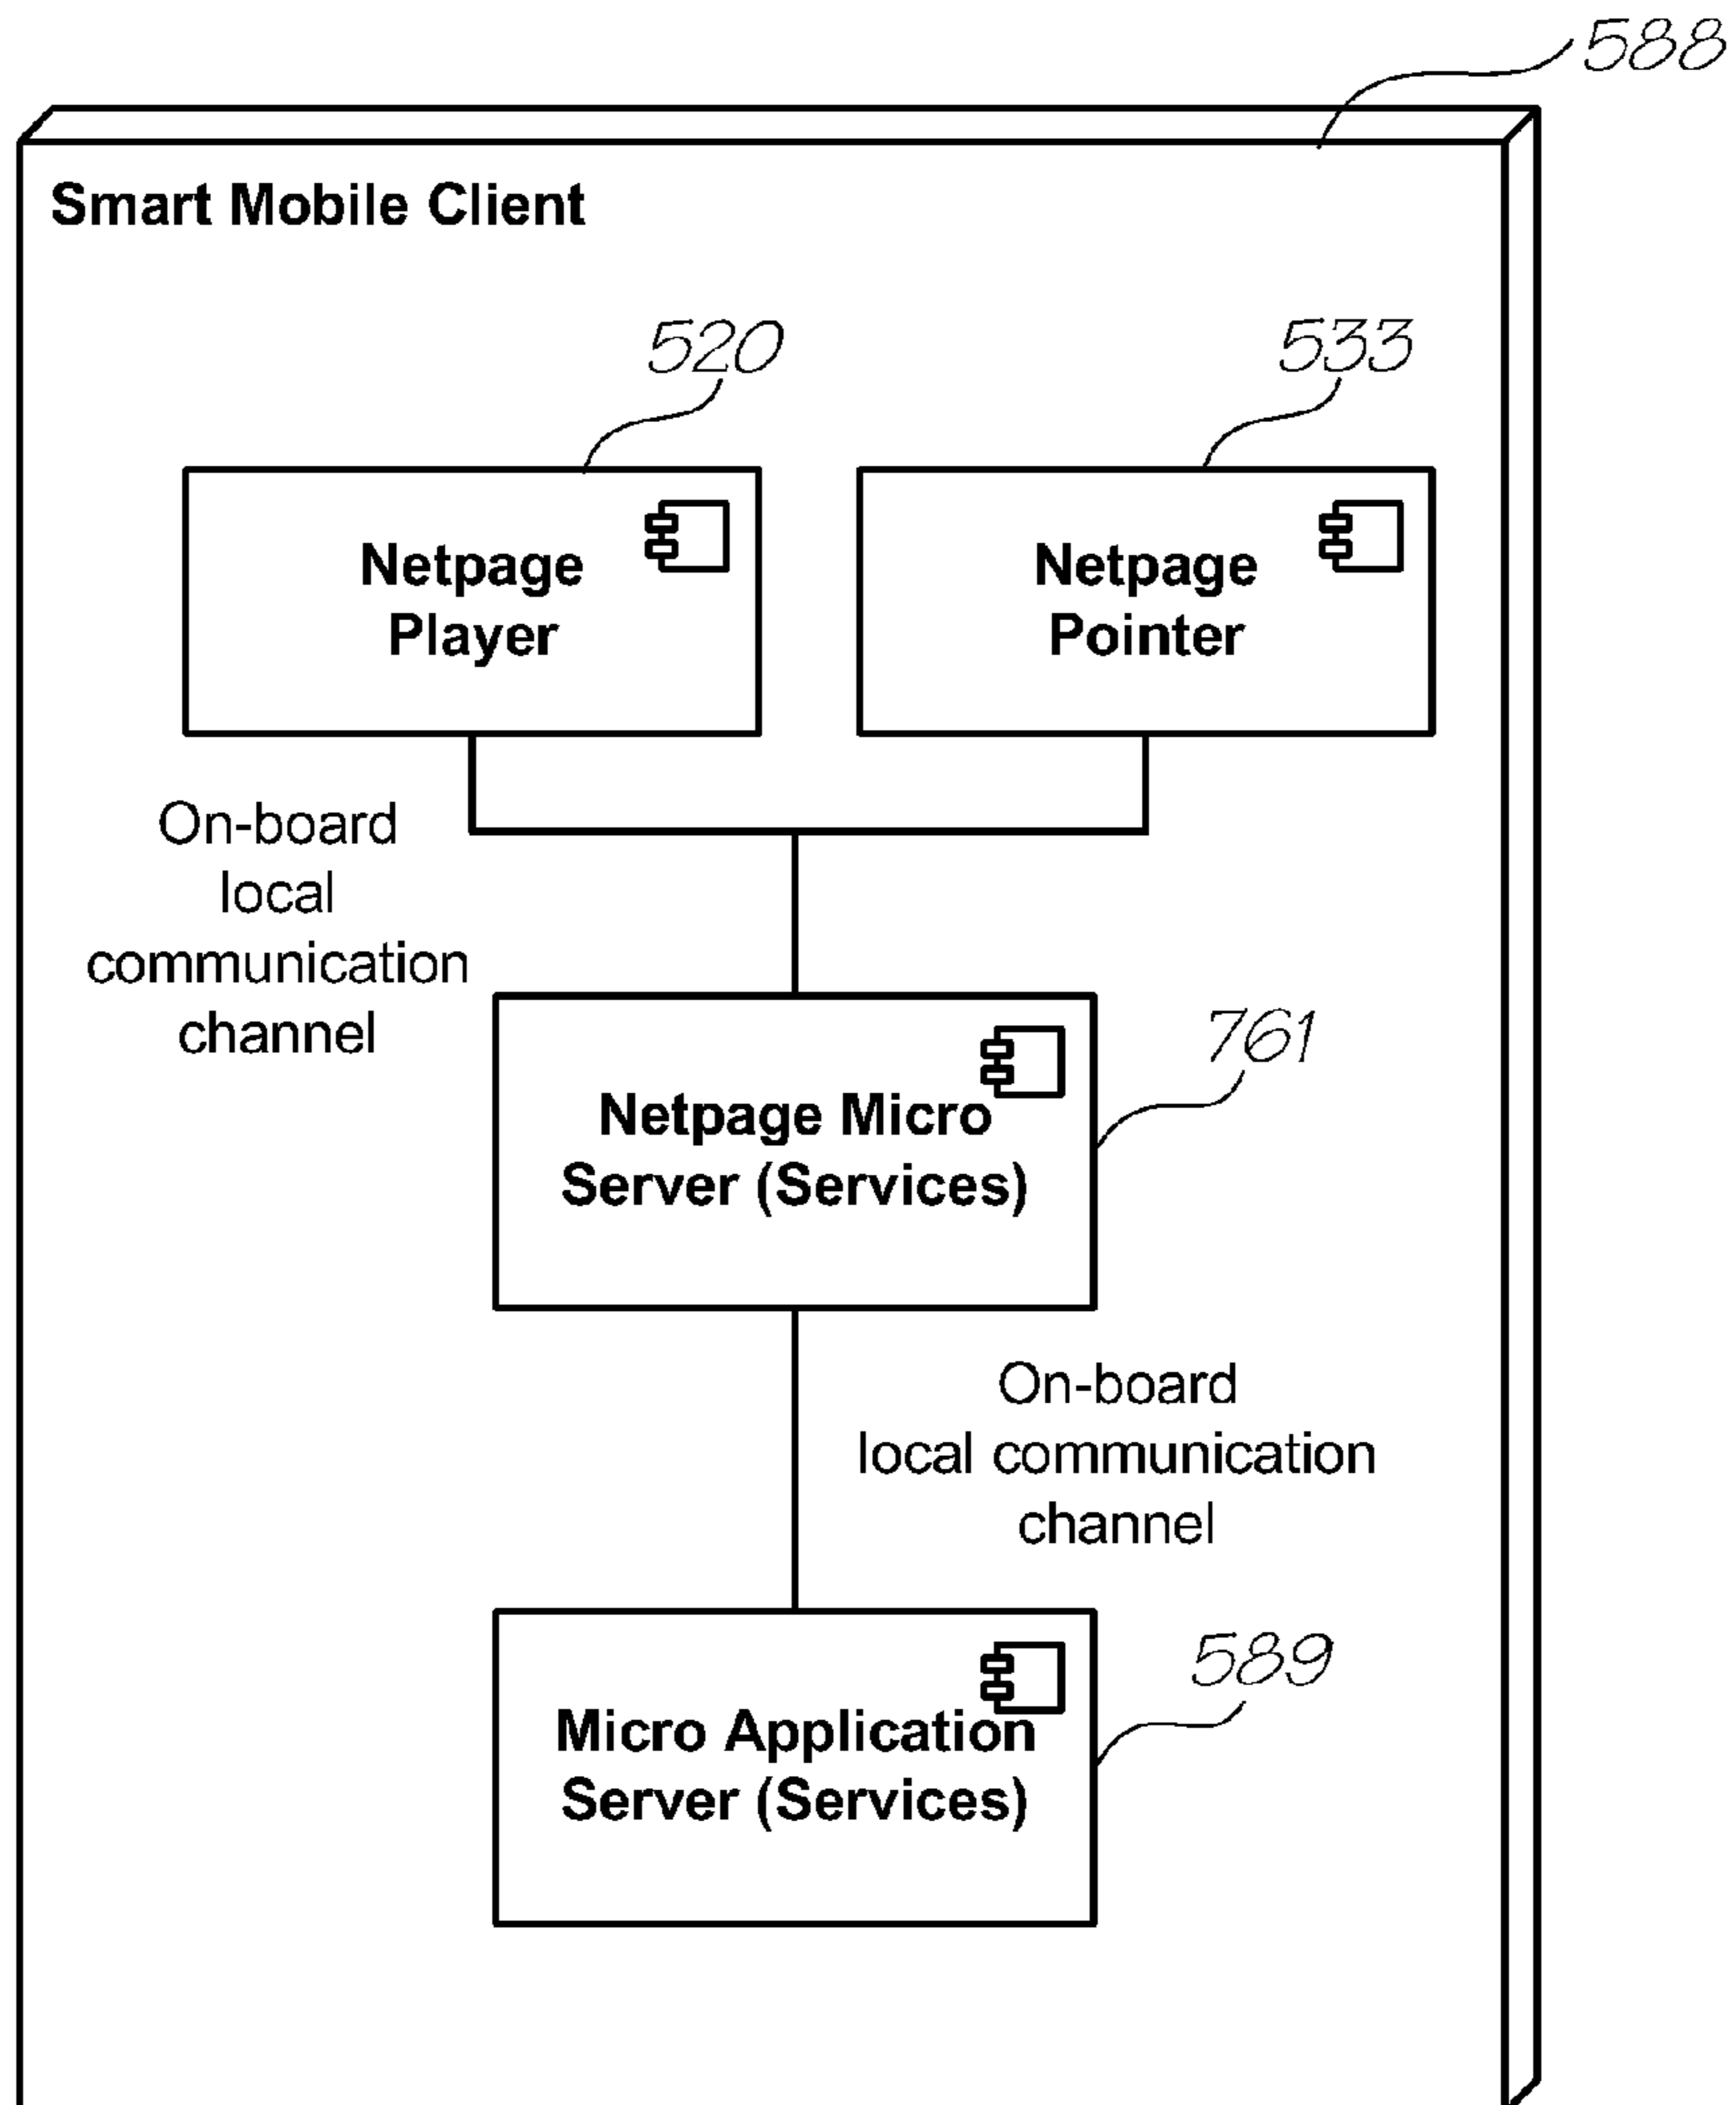 588
Smart Mobile Client
520
533
Netpage
Player
Netpage
Pointer
On-board
local
communication
channel
761
Netpage Micro
Server (Services)
On-board
local communication
channel
589
Micro Application
Server (Services)